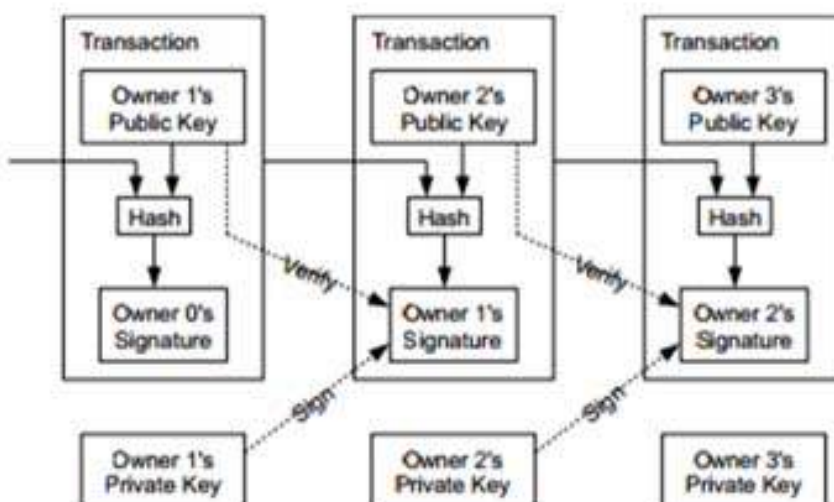 Transaction
Owner 1's
Public Key
Hash
Owner 0's
Signature
Transaction
Owner 2's
Public Key
Hash
Verify
Owner 1's
Signature
Transaction
Owner 3's
Public Key
Hash
Verify
Owner 2's
Signature
Sign
Sign
Owner 1's
Private Key
Owner 2's
Private Key
Owner 3's
Private Key